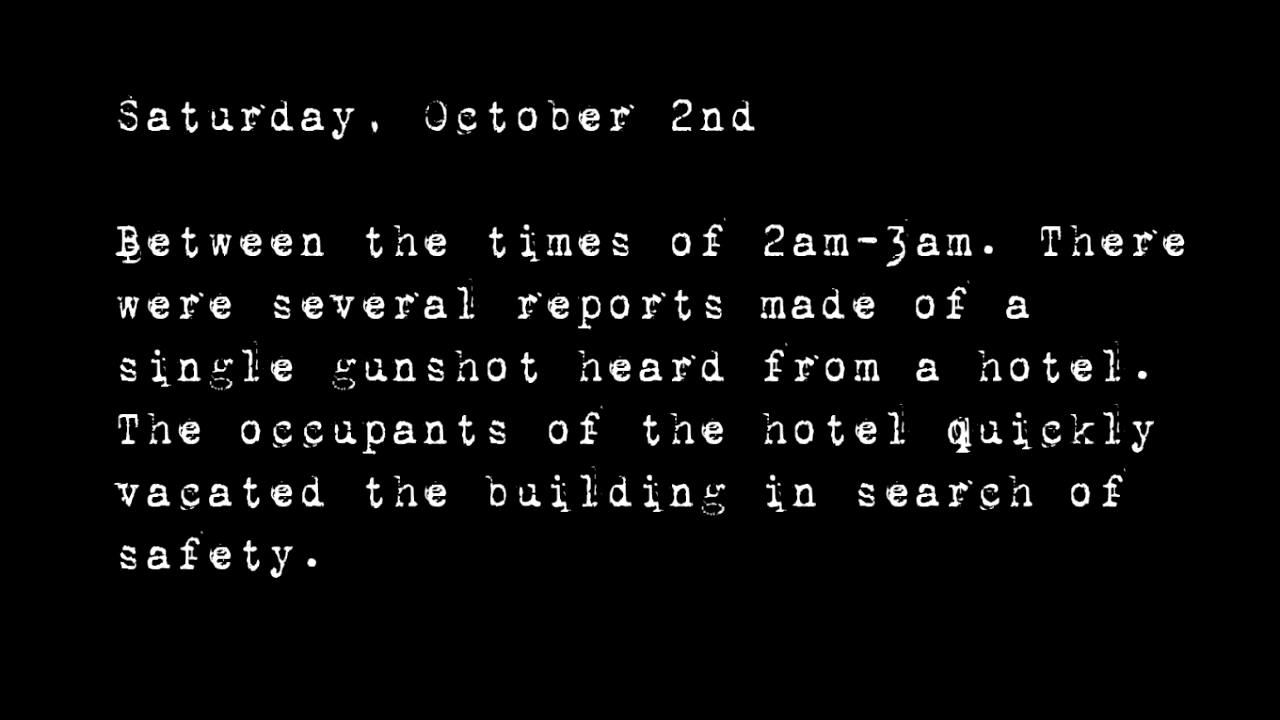 Saturday, October 2nd
Between the times of 2am-3am. There
were several reports made of a
single gunshot heard from a hotel.
The occupants of the hotel quickly
vacated the building in search of
safety.